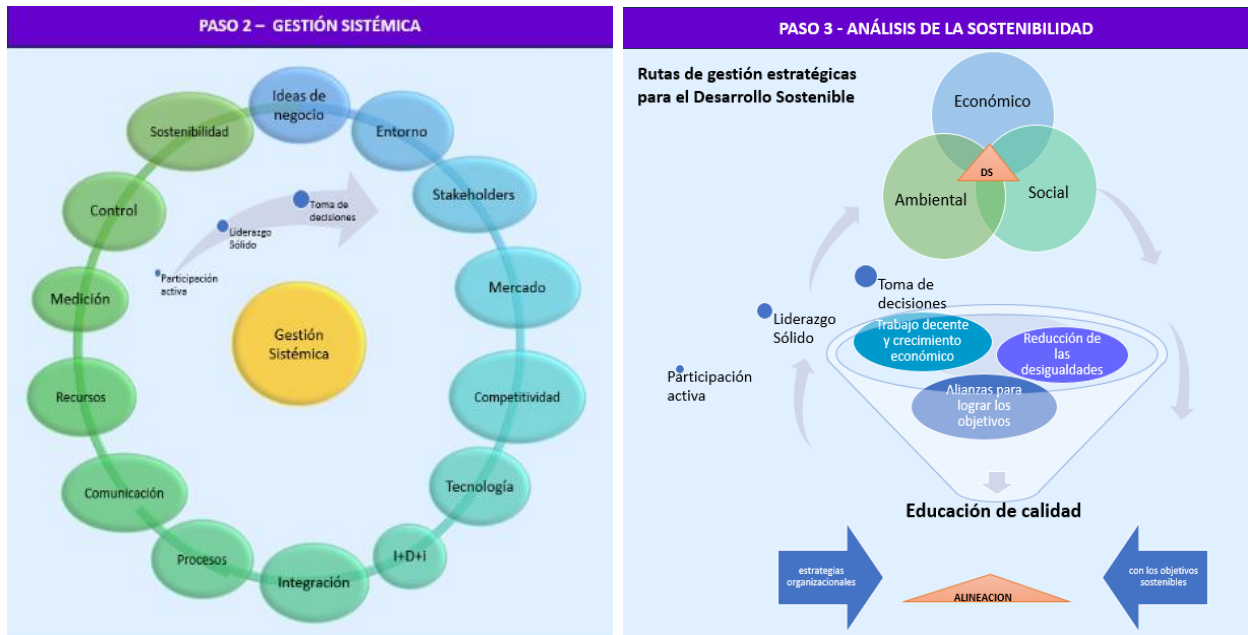 PASO 2 – GESTIÓN SISTÉMICA
Ideas de
negocio
Entorno
Stakeholders
Mercado
Competitividad
Tecnología
I+D+i
Integración
Procesos
Comunicación
Recursos
Medición
Control
Sostenibilidad
Toma de
decisiones
Liderazgo
Sólido
Participación
activa
Gestión
Sistémica
PASO 3 - ANÁLISIS DE LA SOSTENIBILIDAD
Rutas de gestión estratégicas
para el Desarrollo Sostenible
Económico
DS
Ambiental
Social
Toma de
decisiones
Liderazgo
Sólido
Participación
activa
Trabajo decente
y crecimiento
económico
Reducción de
las
desigualdades
Alianzas para
lograr los
objetivos
Educación de calidad
estrategias
organizacionales
ALINEACION
con los objetivos
sostenibles